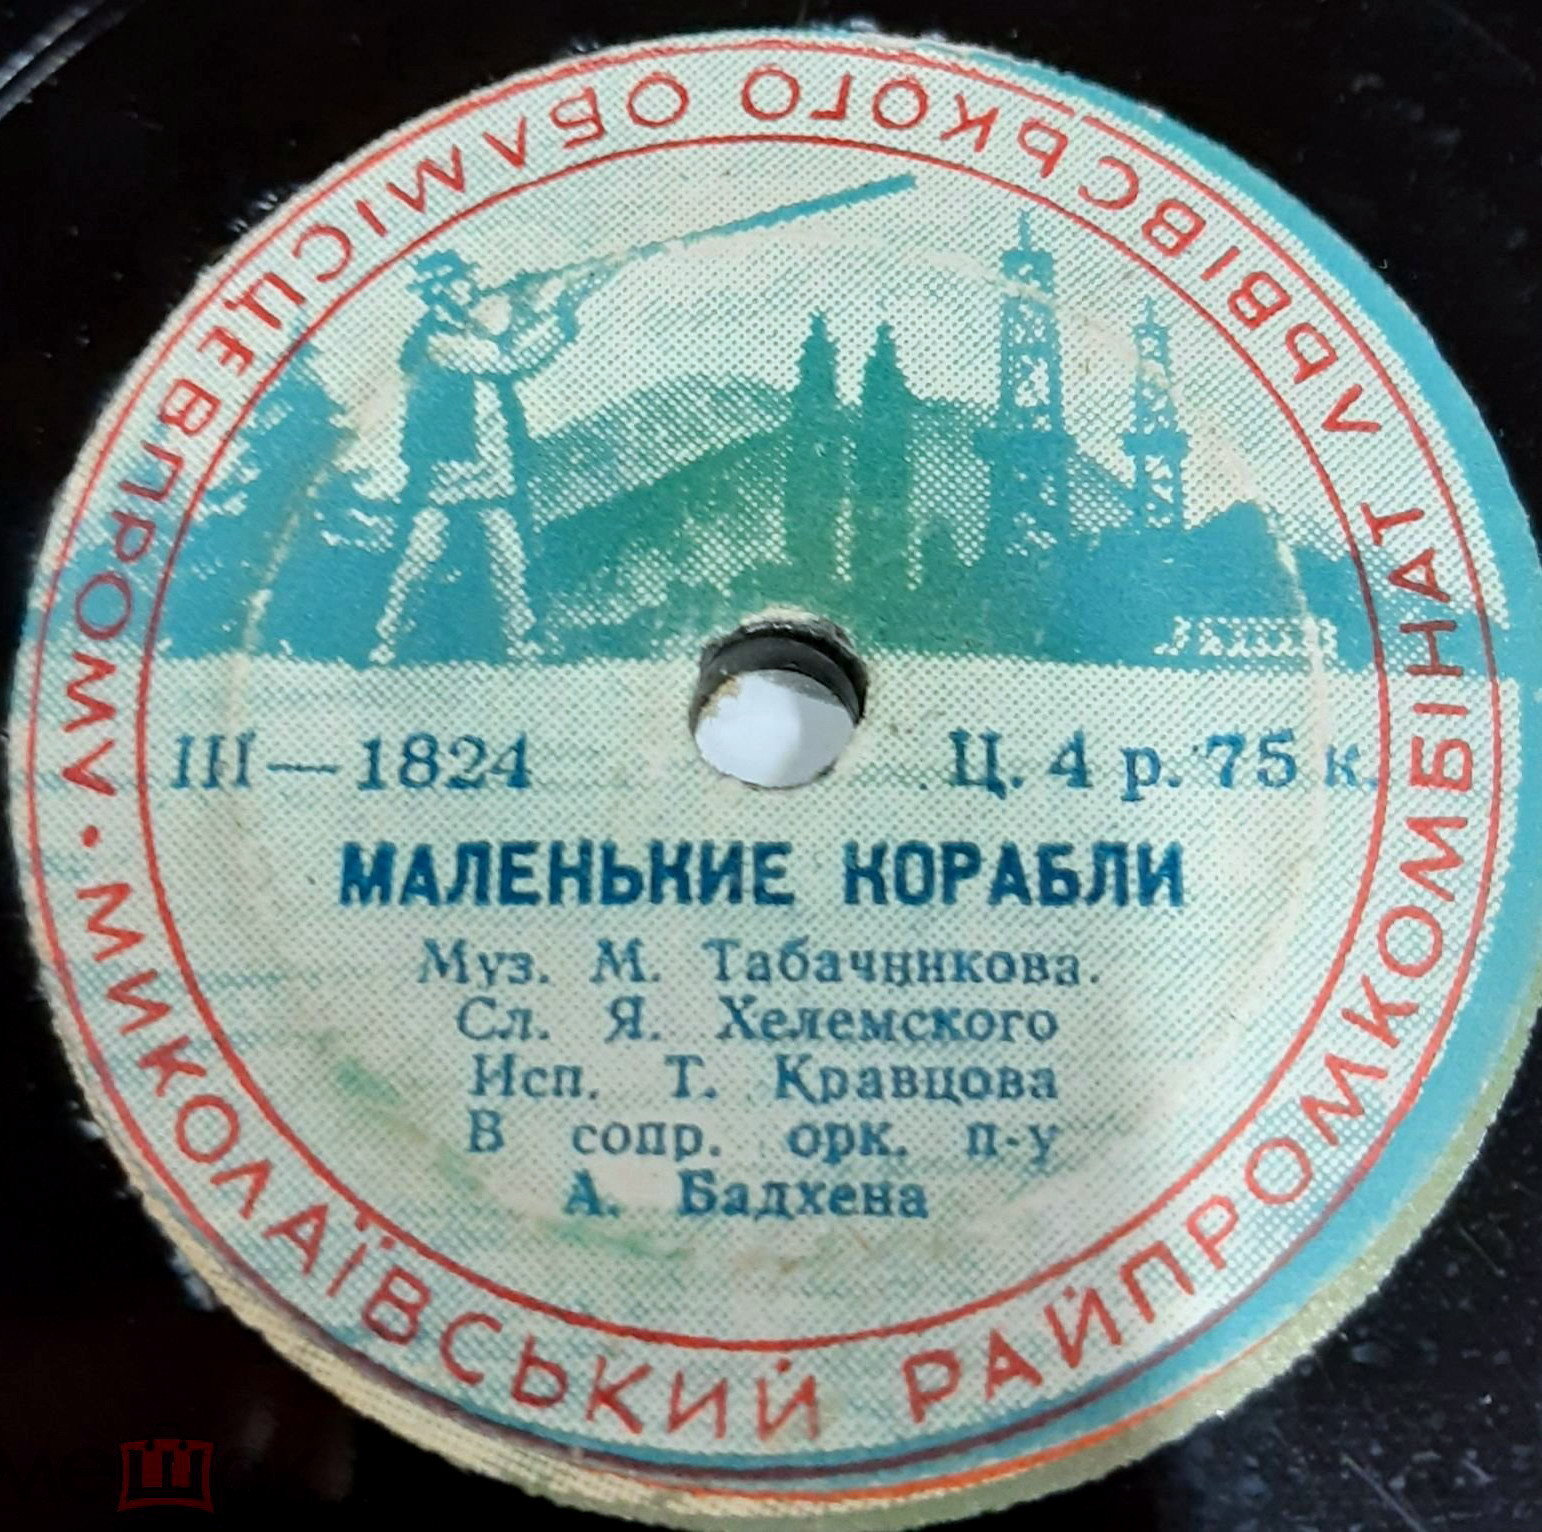 МИКОЛАЇВСЬКИЙ РАЙПРОМКОМБІНАТ ЛЬВІВСЬКОГО ОБЛМІСЦЕВПРОМУ •
Ш—1824 Ц. 4 р. 75 к.
МАЛЕНЬКИЕ КОРАБЛИ
Муз. М. Табачникова.
Сл. Я. Хелемского
Исп. Т. Кравцова
В сопр. орк. п-у
А. Бадхена